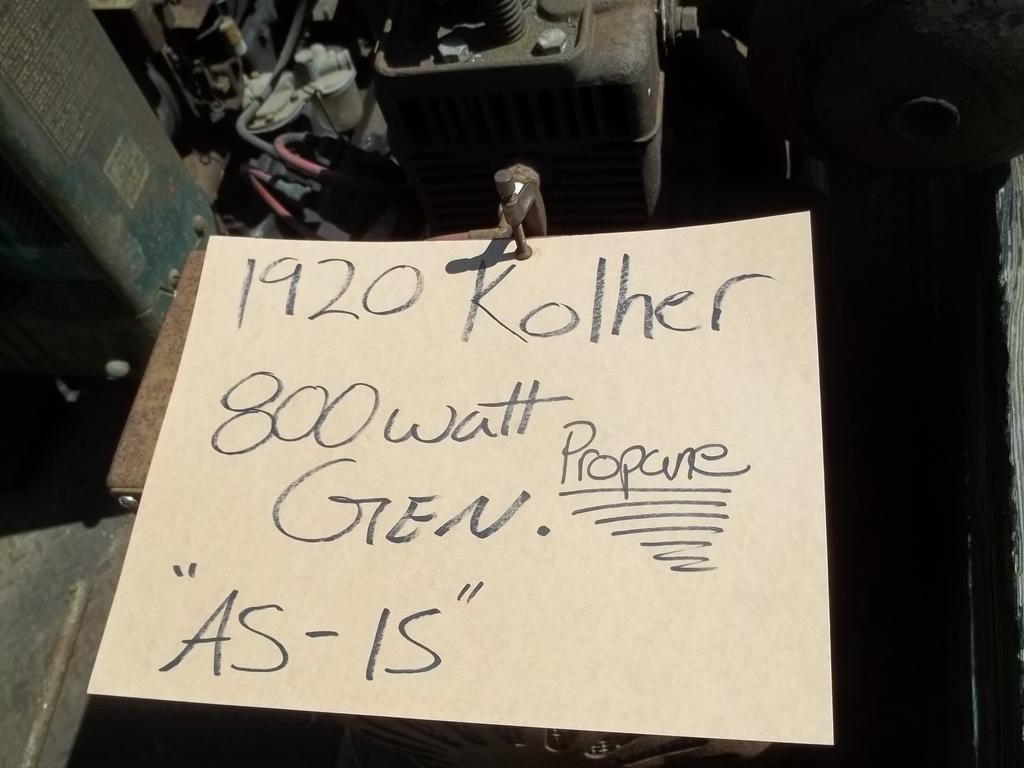 1920 Kolher
800 watt
Propane
GEN.
"AS-IS"